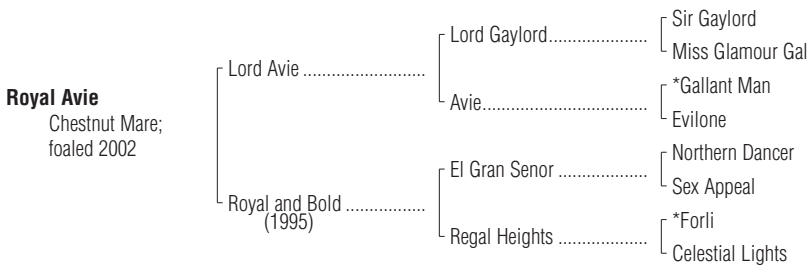 Royal Avie
Chestnut Mare;
foaled 2002
Lord Avie ..........................
Royal and Bold .................
(1995)
Lord Gaylord.....................
Avie...................................
El Gran Senor ...................
Regal Heights ...................
Sir Gaylord
Miss Glamour Gal
*Gallant Man
Evilone
Northern Dancer
Sex Appeal
*Forli
Celestial Lights